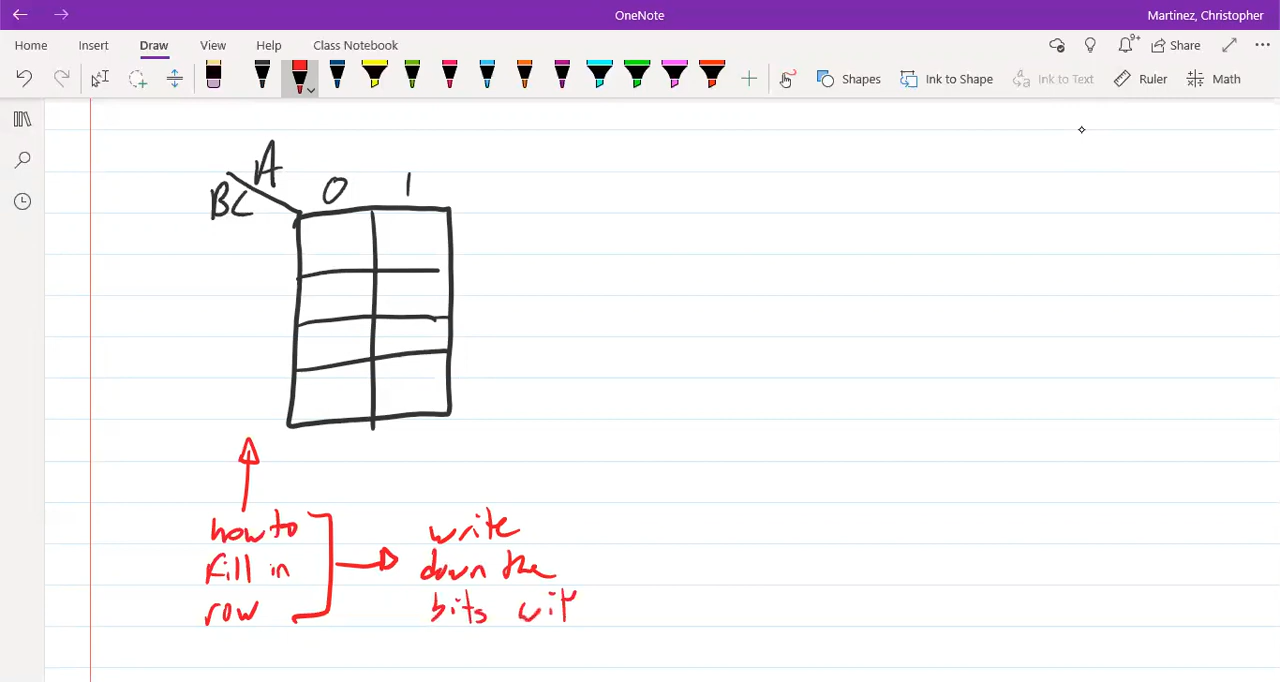 OneNote
Martínez, Christopher
Home Insert Draw View Help Class Notebook
Share
Shapes Ink to Shape Ink to Text Ruler Math
A
BC 0 1
how to
fill in
row
write
down the
bits wit